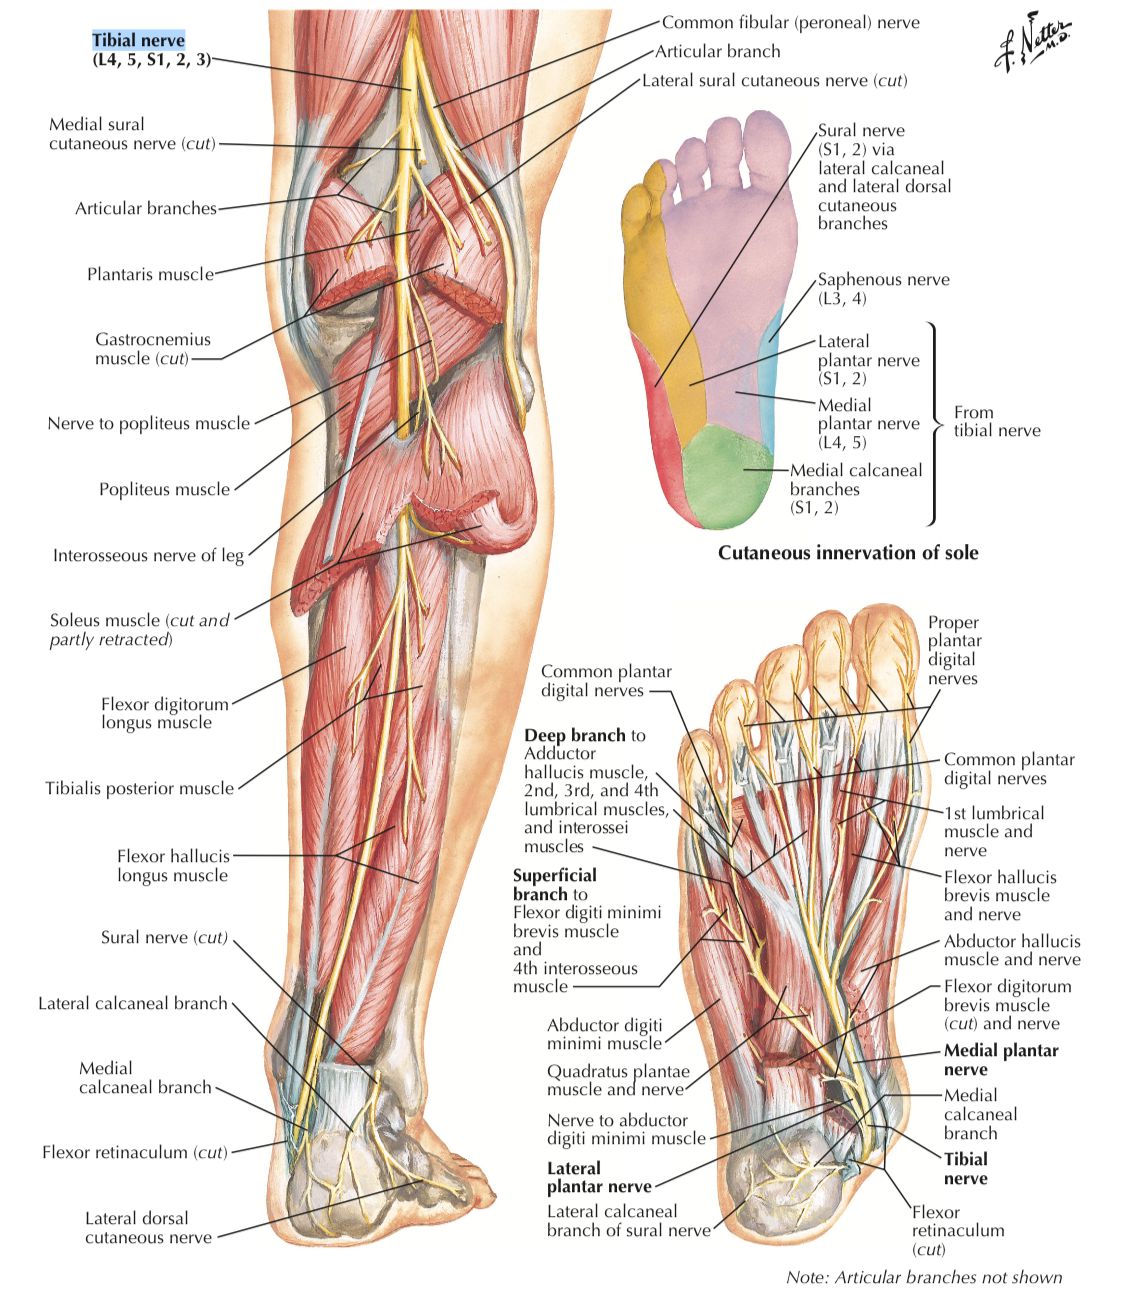 Tibial nerve
(L4, 5, S1, 2, 3)
Medial sural
cutaneous nerve (cut)
Articular branches
Plantaris muscle
Gastrocnemius
muscle (cut)
Nerve to popliteus muscle
Popliteus muscle
Interosseous nerve of leg
Soleus muscle (cut and
partly retracted)
Flexor digitorum
longus muscle
Tibialis posterior muscle
Flexor hallucis
longus muscle
Sural nerve (cut)
Lateral calcaneal branch
Medial
calcaneal branch
Flexor retinaculum (cut)
Lateral dorsal
cutaneous nerve
Common fibular (peroneal) nerve
Articular branch
Lateral sural cutaneous nerve (cut)
F. Netter
M.D.
Sural nerve
(S1, 2) via
lateral calcaneal
and lateral dorsal
cutaneous
branches
Saphenous nerve
(L3, 4)
Lateral
plantar nerve
(S1, 2)
Medial
plantar nerve
(L4, 5)
Medial calcaneal
branches
(S1, 2)
From
tibial nerve
Cutaneous innervation of sole
Common plantar
digital nerves
Deep branch to
Adductor
hallucis muscle,
2nd, 3rd, and 4th
lumbrical muscles,
and interossei
muscles
Superficial
branch to
Flexor digiti minimi
brevis muscle
and
4th interosseous
muscle
Abductor digiti
minimi muscle
Quadratus plantae
muscle and nerve
Nerve to abductor
digiti minimi muscle
Lateral
plantar nerve
Lateral calcaneal
branch of sural nerve
Proper
plantar
digital
nerves
Common plantar
digital nerves
1st lumbrical
muscle and
nerve
Flexor hallucis
brevis muscle
and nerve
Abductor hallucis
muscle and nerve
Flexor digitorum
brevis muscle
(cut) and nerve
Medial plantar
nerve
Medial
calcaneal
branch
Tibial
nerve
Flexor
retinaculum
(cut)
Note: Articular branches not shown